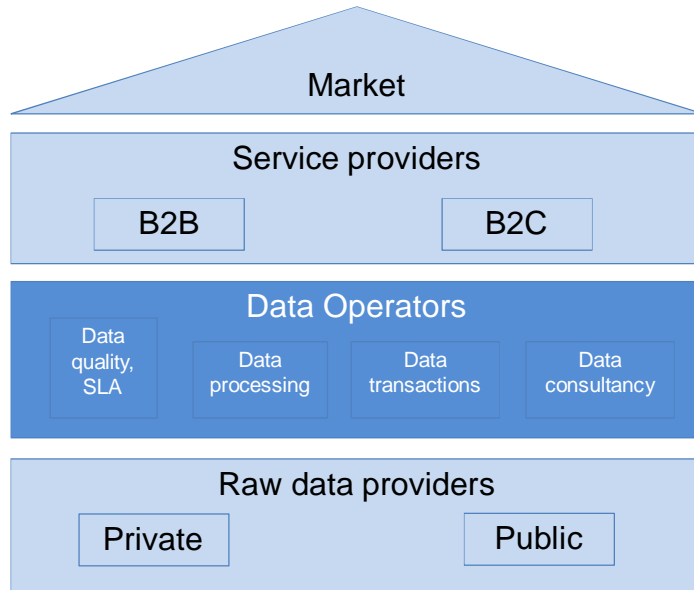 Market
Service providers
B2B
B2C
Data Operators
Data
quality,
SLA
Data
processing
Data
transactions
Data
consultancy
Raw data providers
Private
Public